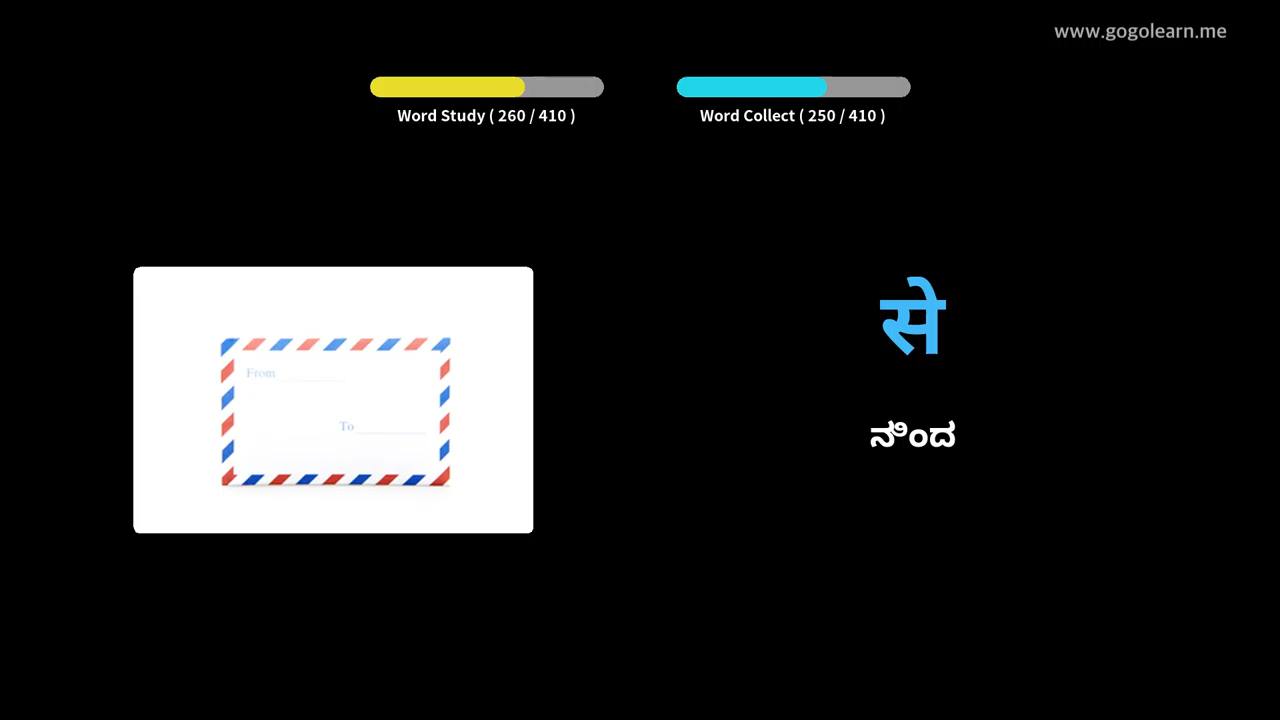 www.gogolearn.me
Word Study ( 260 / 410 )
Word Collect ( 250 / 410 )
से
From
To
ನಿಂದ